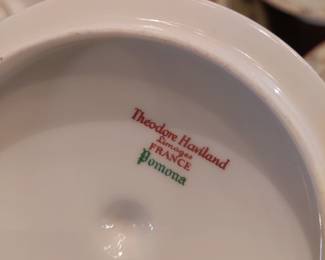 Theodore Haviland
Limoges
FRANCE
Pomona